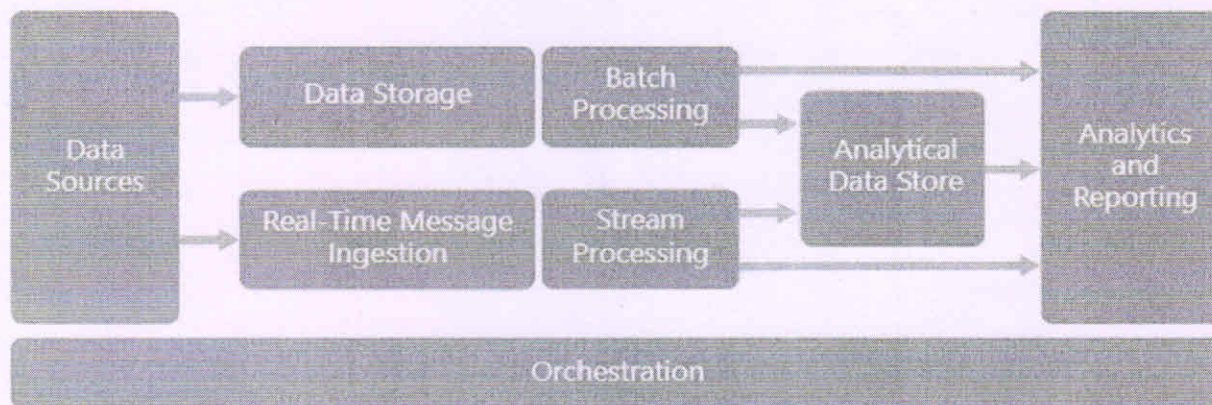 Data
Sources
Data Storage
Batch
Processing
Real-Time Message
Ingestion
Stream
Processing
Analytical
Data Store
Analytics
and
Reporting
Orchestration